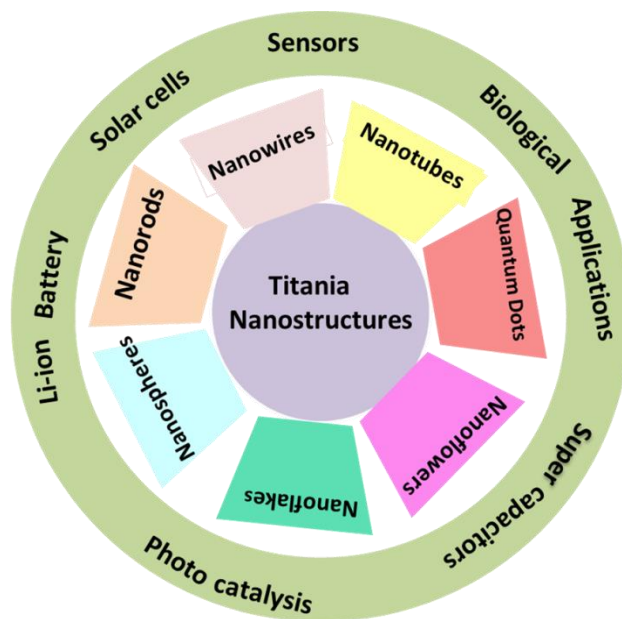 Sensors
Biological Applications
Super capacitors
Photo catalysis
Li-ion Battery
Solar cells
Nanowires
Nanotubes
Quantum Dots
Nanoflowers
Nanoflakes
Nanospheres
Nanorods
Titania
Nanostructures